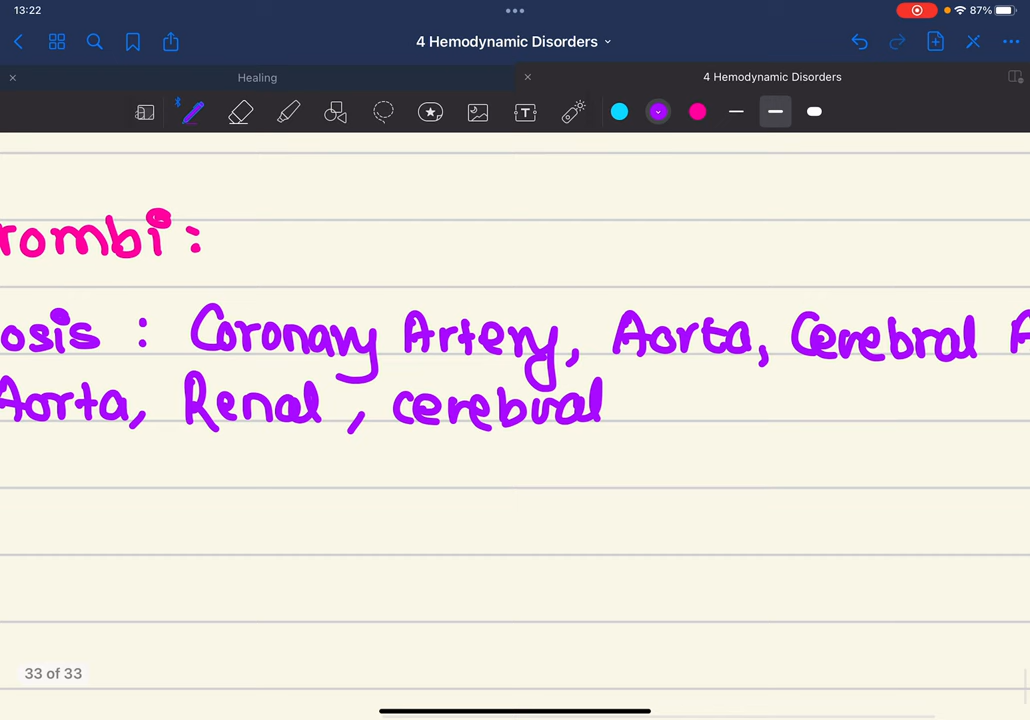 13:22
87%
4 Hemodynamic Disorders
Healing
4 Hemodynamic Disorders
T
rombi:
osis : Coronary Artery, Aorta, Cerebral A
Aorta, Renal, cerebral
33 of 33